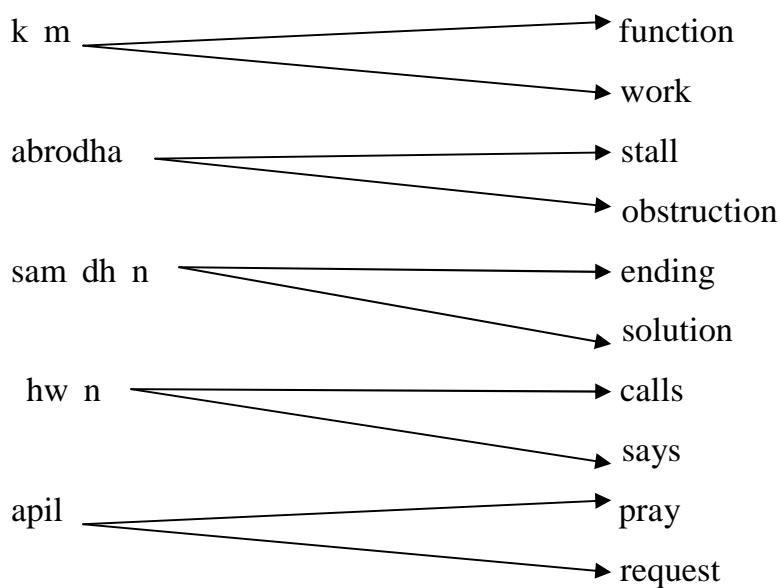 k m
function
work
abrodha
stall
obstruction
sam dh n
ending
solution
hw n
calls
says
apil
pray
request